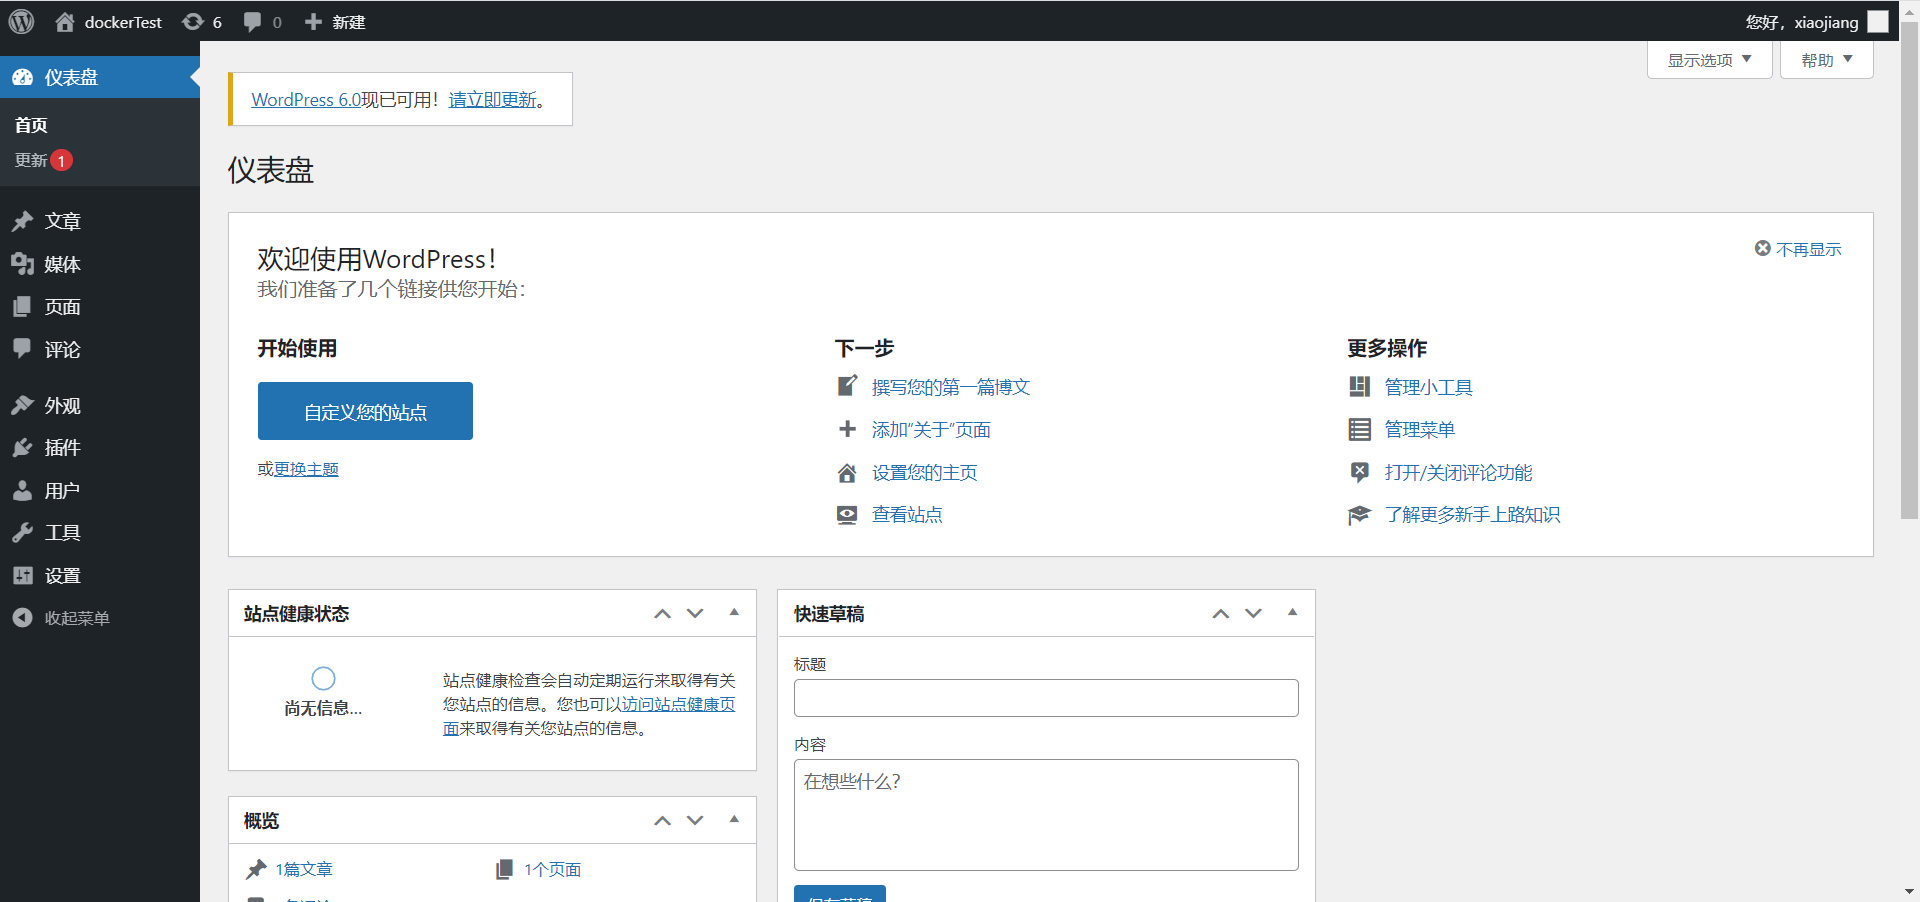 dockerTest 6 0 新建 您好，xiaojiang
显示选项 帮助
仪表盘
首页
更新 1
文章
媒体
页面
评论
外观
插件
用户
工具
设置
收起菜单
WordPress 6.0现已可用！请立即更新。
仪表盘
欢迎使用WordPress！
不再显示
我们准备了几个链接供您开始：
开始使用
自定义您的站点
或更换主题
下一步
撰写您的第一篇博文
添加“关于”页面
设置您的主页
查看站点
更多操作
管理小工具
管理菜单
打开/关闭评论功能
了解更多新手上路知识
站点健康状态
尚无信息…
站点健康检查会自动定期运行来取得有关
您站点的信息。您也可以访问站点健康页
面来取得有关您站点的信息。
概览
1篇文章
1个页面
快速草稿
标题
内容
在想些什么？